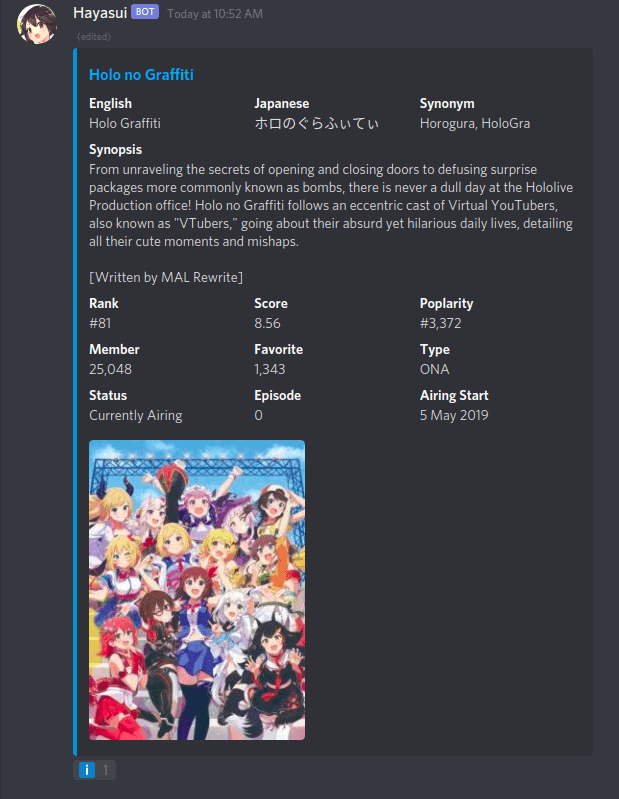 Hayasui BOT Today at 10:52 AM
(edited)
Holo no Graffiti
English Japanese Synonym
Holo Graffiti ホロのぐらふぃてぃ Horogura, HoloGra
Synopsis
From unraveling the secrets of opening and closing doors to defusing surprise
packages more commonly known as bombs, there is never a dull day at the Hololive
Production office! Holo no Graffiti follows an eccentric cast of Virtual YouTubers,
also known as "VTubers," going about their absurd yet hilarious daily lives, detailing
all their cute moments and mishaps.
[Written by MAL Rewrite]
Rank Score Poplarity
#81 8.56 #3,372
Member Favorite Type
25,048 1,343 ONA
Status Episode Airing Start
Currently Airing 0 5 May 2019
i 1